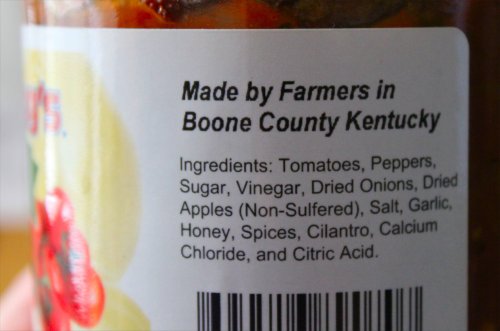 Made by Farmers in
Boone County Kentucky
Ingredients: Tomatoes, Peppers,
Sugar, Vinegar, Dried Onions, Dried
Apples (Non-Sulfered), Salt, Garlic,
Honey, Spices, Cilantro, Calcium
Chloride, and Citric Acid.